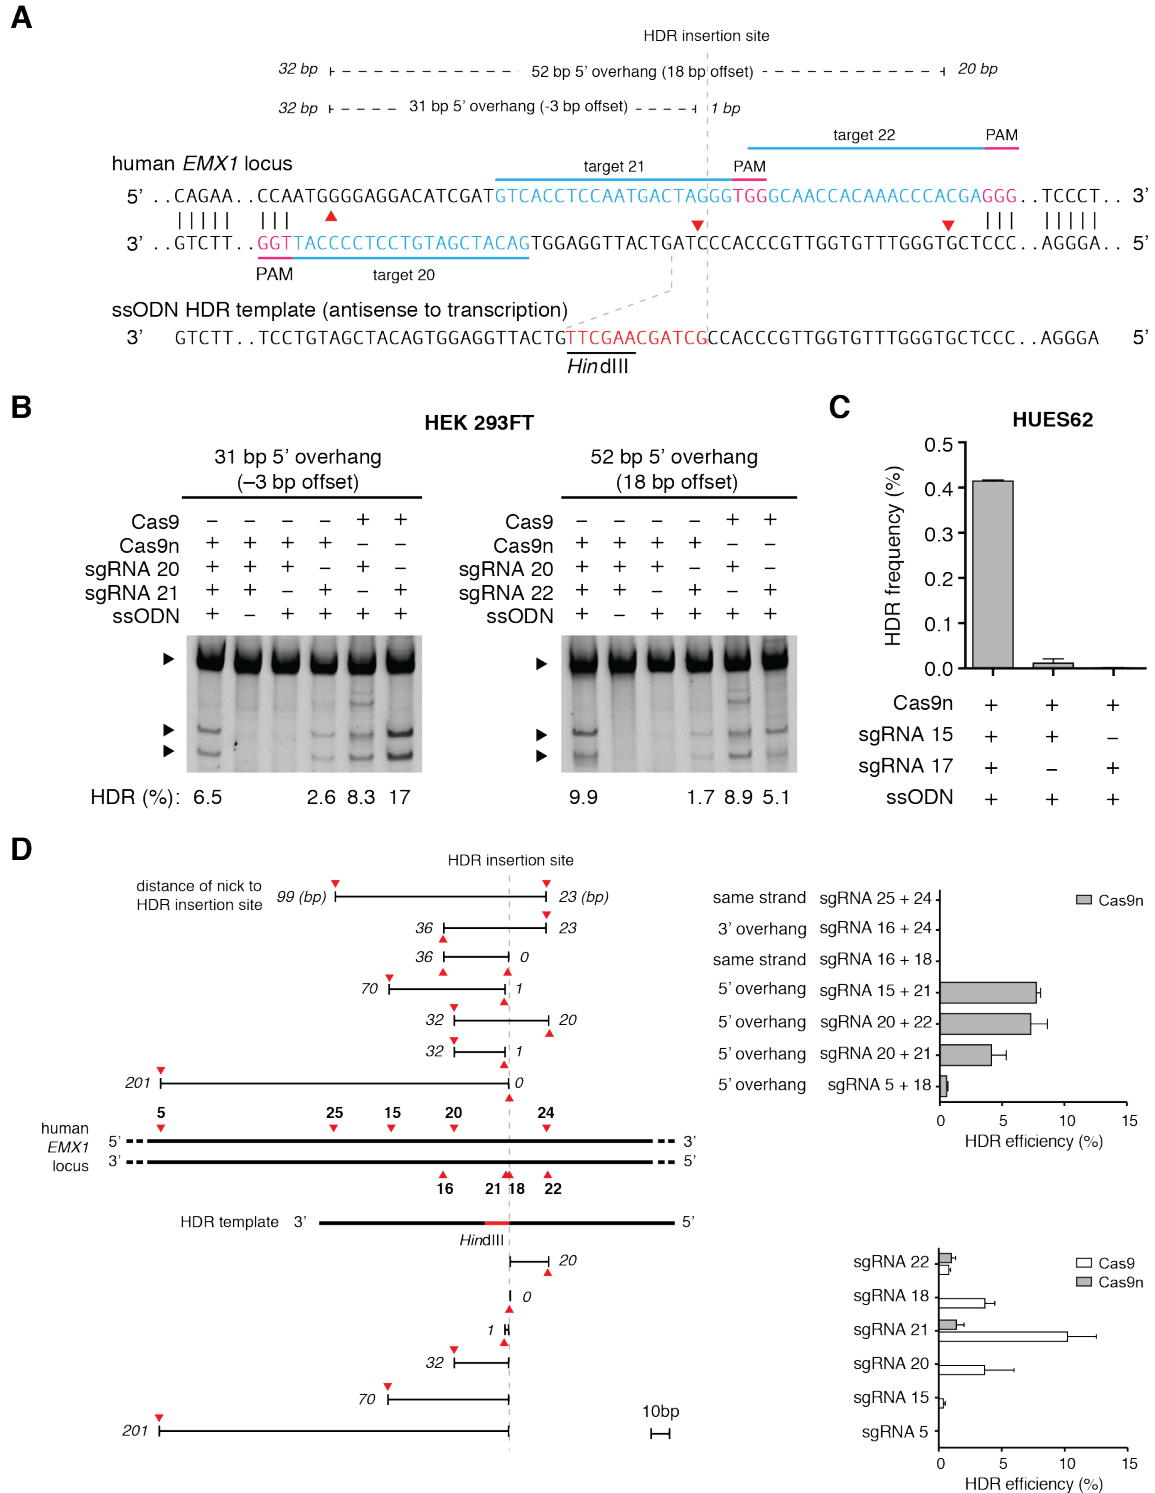 A
HDR insertion site
32 bp 52 bp 5' overhang (18 bp offset) 20 bp
32 bp 31 bp 5' overhang (-3 bp offset) 1 bp
target 22 PAM
human EMX1 locus
target 21 PAM
5' ..CAGAA..CCAATGGGGAGGACATCGATGTCACCTCCAATGACTAGGGTGGGCAACCACAAACCCACGAGGG..TCCCT.. 3'
3' ..GTCTT..GGTTACCCCTCCTGTAGCTACAGTGGAGGTTACTGATCCCACCCGTTGGTGTTTGGGTGCTCCC..AGGGA.. 5'
PAM target 20
ssODN HDR template (antisense to transcription)
3' GTCTT..TCCTGTAGCTACAGTGGAGGTTACTGTTCGAACGATCGCCACCCGTTGGTGTTTGGGTGCTCCC..AGGGA 5'
HindIII
B
HEK 293FT
31 bp 5' overhang
(–3 bp offset)
Cas9 – – – – + +
Cas9n + + + + – –
sgRNA 20 + + + – + –
sgRNA 21 + + – + – +
ssODN + – + + + +
HDR (%): 6.5 2.6 8.3 17
52 bp 5' overhang
(18 bp offset)
Cas9 – – – – + +
Cas9n + + + + – –
sgRNA 20 + + + – + –
sgRNA 22 + + – + – +
ssODN + – + + + +
9.9 1.7 8.9 5.1
C
HUES62
HDR frequency (%)
0.5
0.4
0.3
0.2
0.1
0.0
Cas9n + + +
sgRNA 15 + + –
sgRNA 17 + – +
ssODN + + +
D
HDR insertion site
distance of nick to
HDR insertion site
99 (bp) 23 (bp)
36 23
36 0
70 1
32 20
32 1
201 0
5 25 15 20 24
human
EMX1
locus
5' 3'
3' 5'
16 21 18 22
HDR template 3' 5'
HindIII
20
0
1
32
70
201
10bp
same strand sgRNA 25 + 24
3' overhang sgRNA 16 + 24
same strand sgRNA 16 + 18
5' overhang sgRNA 15 + 21
5' overhang sgRNA 20 + 22
5' overhang sgRNA 20 + 21
5' overhang sgRNA 5 + 18
Cas9n
0 5 10 15
HDR efficiency (%)
sgRNA 22
sgRNA 18
sgRNA 21
sgRNA 20
sgRNA 15
sgRNA 5
Cas9
Cas9n
0 5 10 15
HDR efficiency (%)